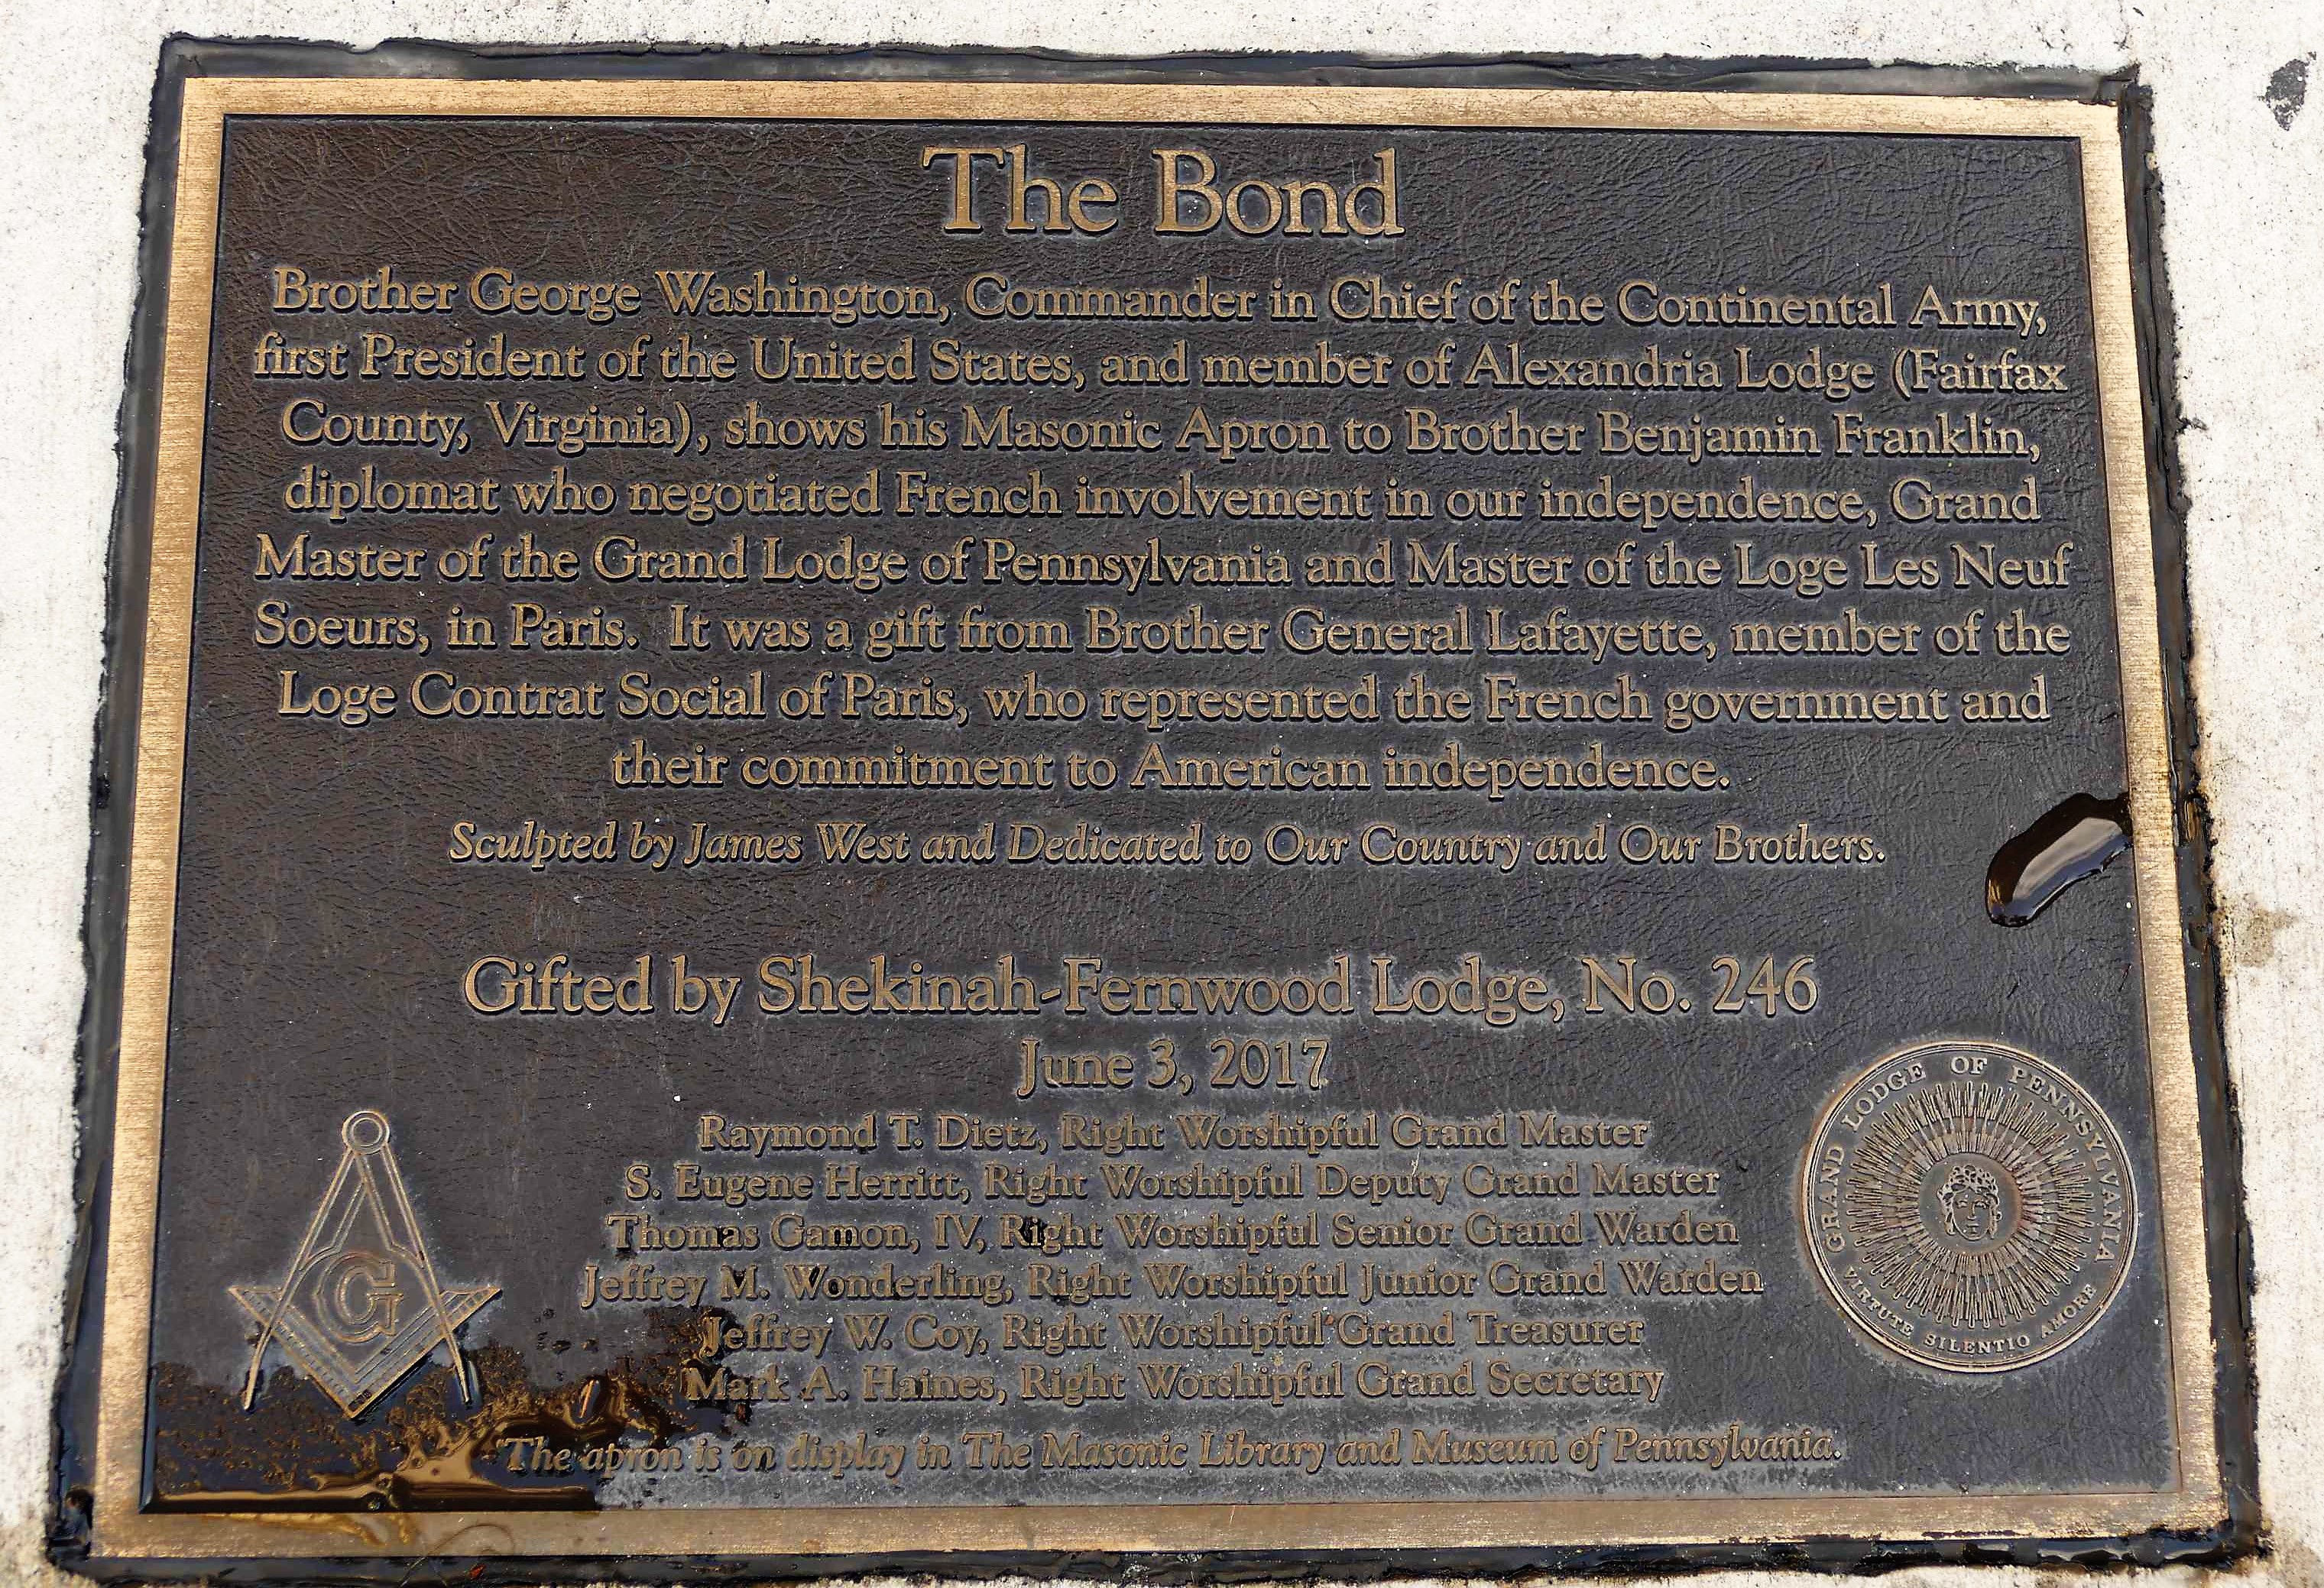 The Bond
Brother George Washington, Commander in Chief of the Continental Army,
first President of the United States, and member of Alexandria Lodge (Fairfax
County, Virginia), shows his Masonic Apron to Brother Benjamin Franklin,
diplomat who negotiated French involvement in our independence, Grand
Master of the Grand Lodge of Pennsylvania and Master of the Loge Les Neuf
Soeurs, in Paris. It was a gift from Brother General Lafayette, member of the
Loge Contrat Social of Paris, who represented the French government and
their commitment to American independence.
Sculpted by James West and Dedicated to Our Country and Our Brothers.
Gifted by Shekinah-Fernwood Lodge, No. 246
June 3, 2017
Raymond T. Dietz, Right Worshipful Grand Master
S. Eugene Herritt, Right Worshipful Deputy Grand Master
Thomas Gamon, IV, Right Worshipful Senior Grand Warden
Jeffrey M. Wonderling, Right Worshipful Junior Grand Warden
Jeffrey W. Coy, Right Worshipful Grand Treasurer
Mark A. Haines, Right Worshipful Grand Secretary
The apron is on display in The Masonic Library and Museum of Pennsylvania.
G
GRAND LODGE OF PENNSYLVANIA
VIRTUTE SILENTIO AMORE